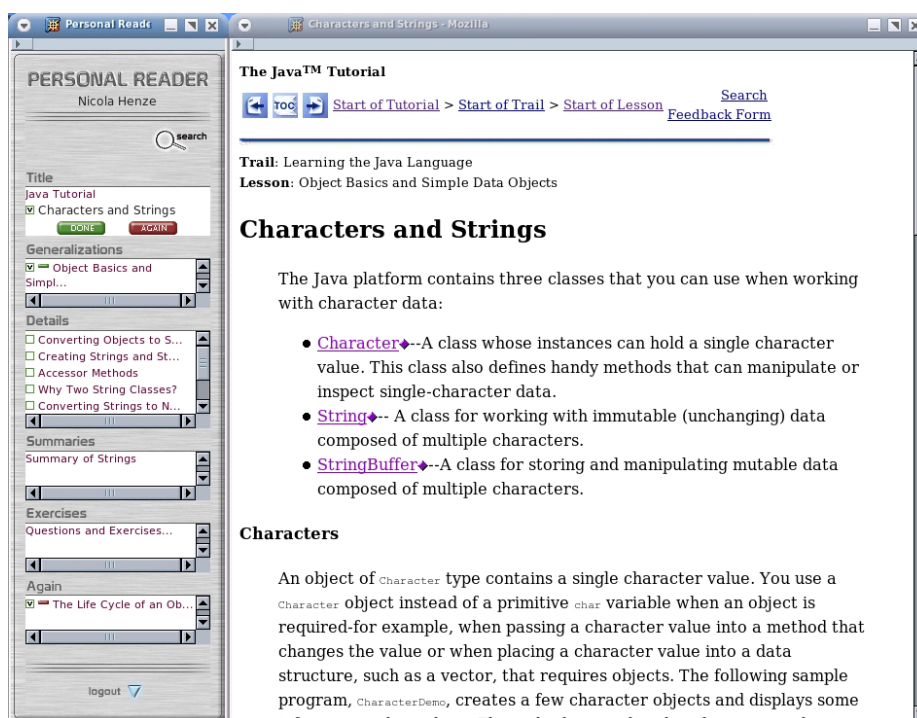 Personal Reade
Characters and Strings - Mozilla
PERSONAL READER
Nicola Henze
search
Title
Java Tutorial
Characters and Strings
DONE AGAIN
Generalizations
Object Basics and
Simpl...
Details
Converting Objects to S...
Creating Strings and St...
Accessor Methods
Why Two String Classes?
Converting Strings to N...
Summaries
Summary of Strings
Exercises
Questions and Exercises...
Again
The Life Cycle of an Ob...
logout
The Java™ Tutorial
TOC Start of Tutorial > Start of Trail > Start of Lesson
Search
Feedback Form
Trail: Learning the Java Language
Lesson: Object Basics and Simple Data Objects
Characters and Strings
The Java platform contains three classes that you can use when working
with character data:
• Character◆--A class whose instances can hold a single character
value. This class also defines handy methods that can manipulate or
inspect single-character data.
• String◆-- A class for working with immutable (unchanging) data
composed of multiple characters.
• StringBuffer◆--A class for storing and manipulating mutable data
composed of multiple characters.
Characters
An object of Character type contains a single character value. You use a
Character object instead of a primitive char variable when an object is
required-for example, when passing a character value into a method that
changes the value or when placing a character value into a data
structure, such as a vector, that requires objects. The following sample
program, CharacterDemo, creates a few character objects and displays some